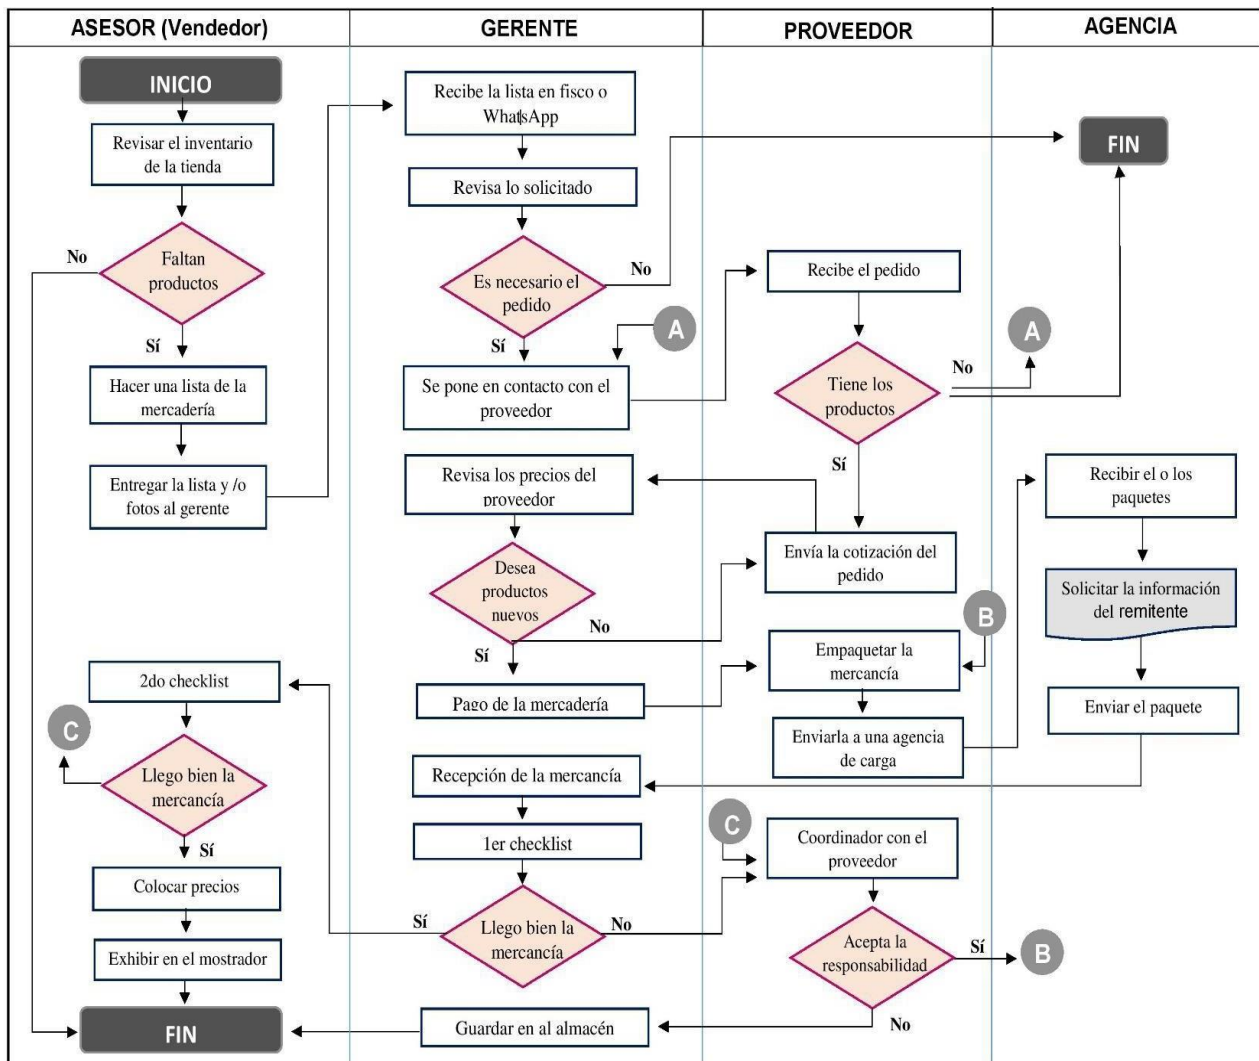 ASESOR (Vendedor)
GERENTE
PROVEEDOR
AGENCIA
INICIO
Revisar el inventario
de la tienda
Faltan
productos
No
Sí
Hacer una lista de la
mercadería
Entregar la lista y /o
fotos al gerente
2do checklist
C
Llego bien la
mercancía
Sí
Colocar precios
Exhibir en el mostrador
FIN
Recibe la lista en fisco o
WhatsApp
Revisa lo solicitado
Es necesario el
pedido
No
Sí
A
Se pone en contacto con el
proveedor
Revisa los precios del
proveedor
Desea
productos
nuevos
No
Sí
Pago de la mercadería
Recepción de la mercancía
1er checklist
Llego bien la
mercancía
Sí
No
Guardar en al almacén
Recibe el pedido
Tiene los
productos
No
Sí
Envía la cotización del
pedido
B
Empaquetar la
mercancía
Enviarla a una agencia
de carga
C
Coordinador con el
proveedor
Acepta la
responsabilidad
Sí
No
FIN
A
Recibir el o los
paquetes
Solicitar la información
del remitente
Enviar el paquete
B